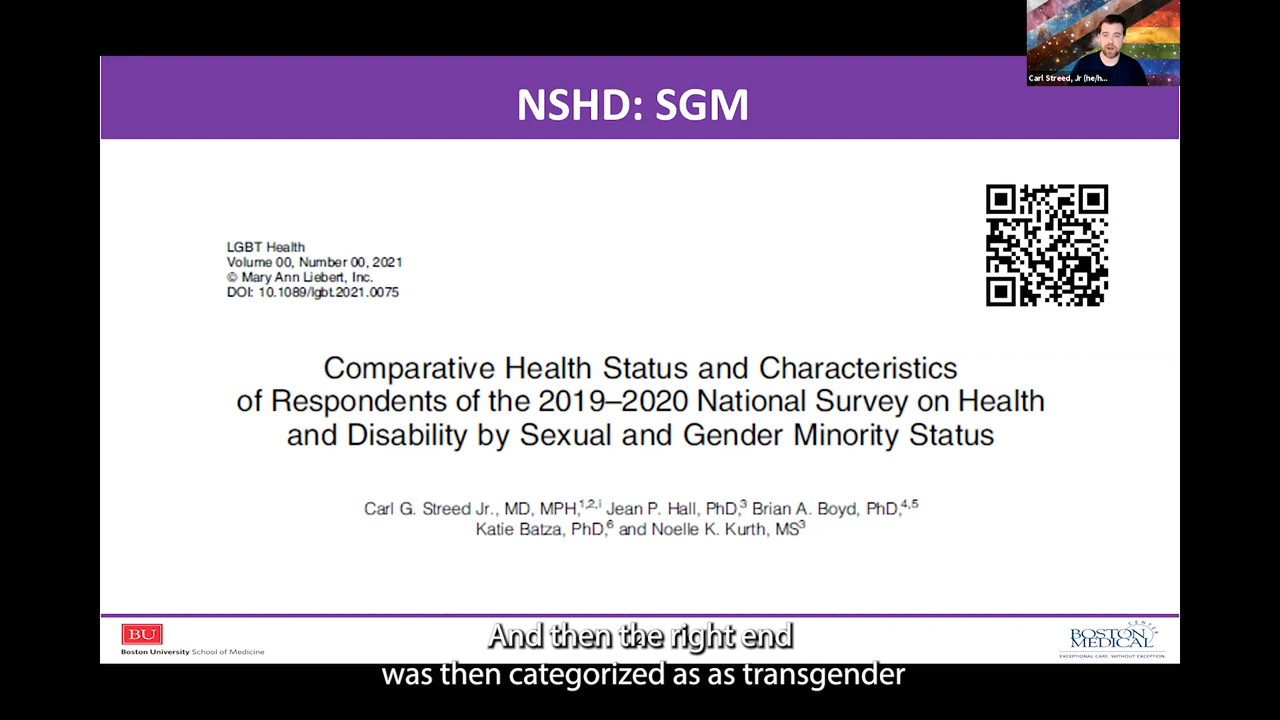 Carl Streed, Jr (he/h...
NSHD: SGM
LGBT Health
Volume 00, Number 00, 2021
© Mary Ann Liebert, Inc.
DOI: 10.1089/lgbt.2021.0075
Comparative Health Status and Characteristics
of Respondents of the 2019–2020 National Survey on Health
and Disability by Sexual and Gender Minority Status
Carl G. Streed Jr., MD, MPH,1,2,i Jean P. Hall, PhD,3 Brian A. Boyd, PhD,4,5
Katie Batza, PhD,6 and Noelle K. Kurth, MS3
BU
Boston University School of Medicine
BOSTON
MEDICAL
CENTER
EXCEPTIONAL CARE. WITHOUT EXCEPTION.
And then the right end
was then categorized as as transgender